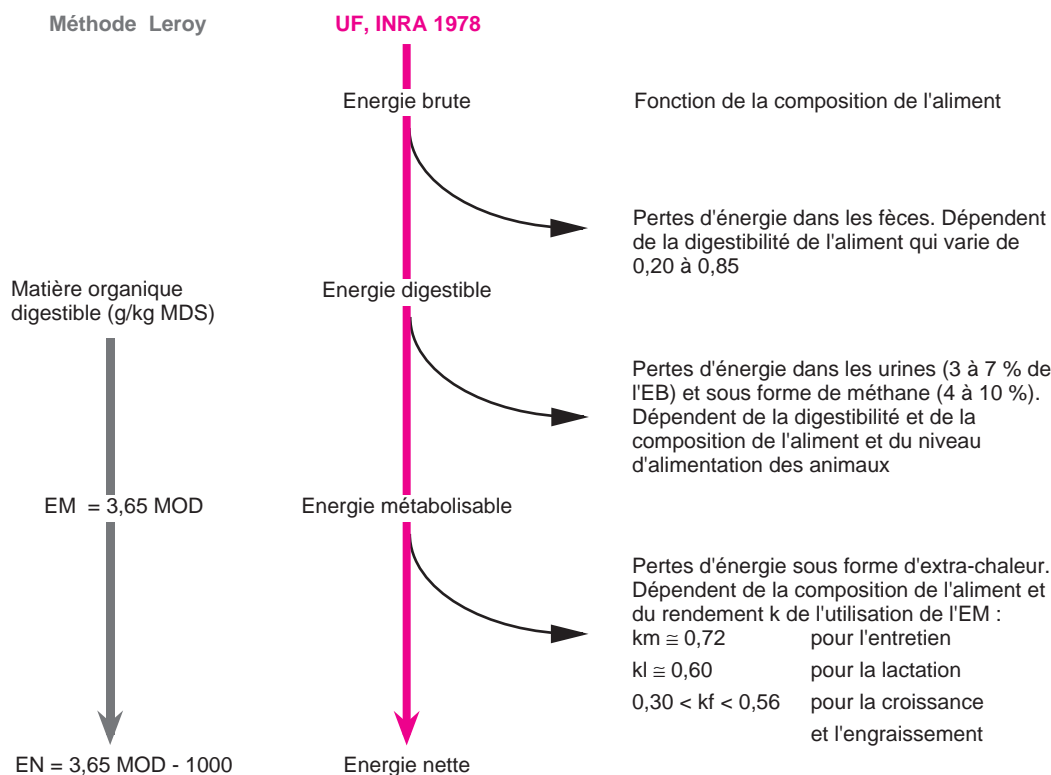 Méthode Leroy
UF, INRA 1978
Energie brute
Fonction de la composition de l'aliment
Pertes d'énergie dans les fèces. Dépendent
de la digestibilité de l'aliment qui varie de
0,20 à 0,85
Matière organique
digestible (g/kg MDS)
Energie digestible
Pertes d'énergie dans les urines (3 à 7 % de
l'EB) et sous forme de méthane (4 à 10 %).
Dépendent de la digestibilité et de la
composition de l'aliment et du niveau
d'alimentation des animaux
EM = 3,65 MOD
Energie métabolisable
Pertes d'énergie sous forme d'extra-chaleur.
Dépendent de la composition de l'aliment et
du rendement k de l'utilisation de l'EM :
km ≅ 0,72 pour l'entretien
kl ≅ 0,60 pour la lactation
0,30 < kf < 0,56 pour la croissance
et l'engraissement
EN = 3,65 MOD - 1000
Energie nette